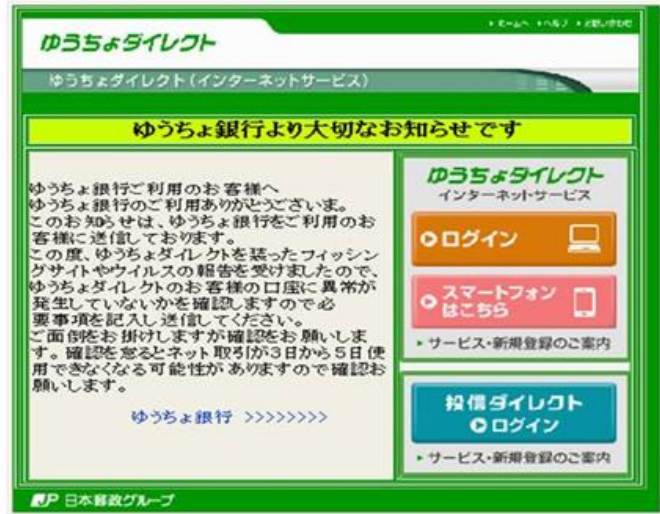 ゆうちょダイレクト
ホームへ ヘルプ お問い合わせ
ゆうちょダイレクト(インターネットサービス)
ゆうちょ銀行より大切なお知らせです
ゆうちょ銀行ご利用のお客様へ
ゆうちょ銀行のご利用ありがとうございま。
このお知らせは、ゆうちょ銀行をご利用のお
客様に送信しております。
この度、ゆうちょダイレクトを装ったフィッシン
グサイトやウイルスの報告を受けましたので、
ゆうちょダイレクトのお客様の口座に異常が
発生していないかを確認しますので必
要事項を記入し送信してください。
ご面倒をお掛けしますが確認をお願いしま
す。確認を怠るとネット取引が3日から5日使
用できなくなる可能性がありますので確認お
願いします。
ゆうちょ銀行 >>>>>>>>
ゆうちょダイレクト
インターネットサービス
ログイン
スマートフォン
はこちら
サービス・新規登録のご案内
投信ダイレクト
ログイン
サービス・新規登録のご案内
JP 日本郵政グループ